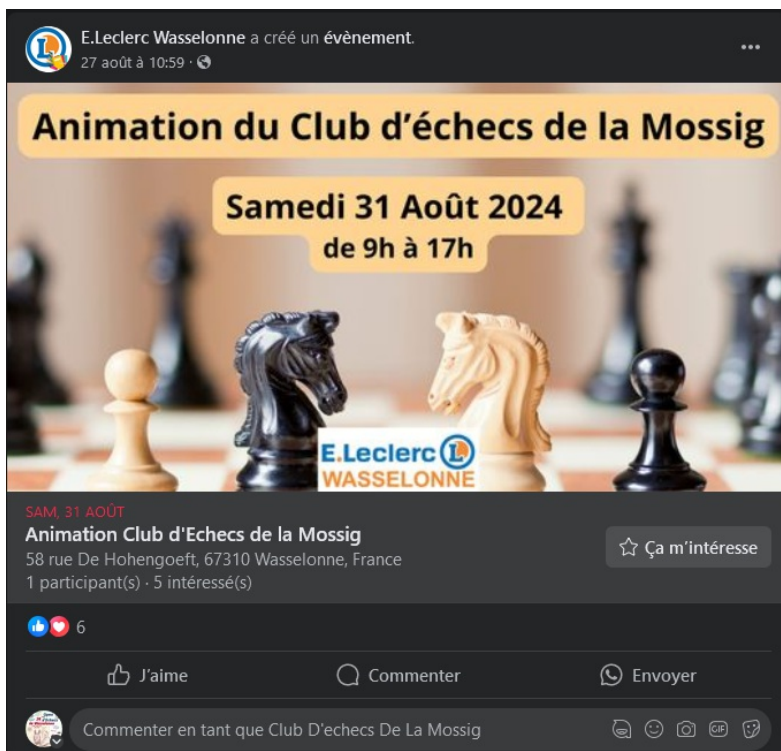 E.Leclerc Wasselonne a créé un évènement.
27 août à 10:59 ·
Animation du Club d’échecs de la Mossig
Samedi 31 Août 2024
de 9h à 17h
E.Leclerc L
WASSELONNE
SAM, 31 AOÛT
Animation Club d'Echecs de la Mossig
58 rue De Hohengoeft, 67310 Wasselonne, France
1 participant(s) · 5 intéressé(s)
Ça m’intéresse
6
J’aime
Commenter
Envoyer
Commenter en tant que Club D'echecs De La Mossig
GIF